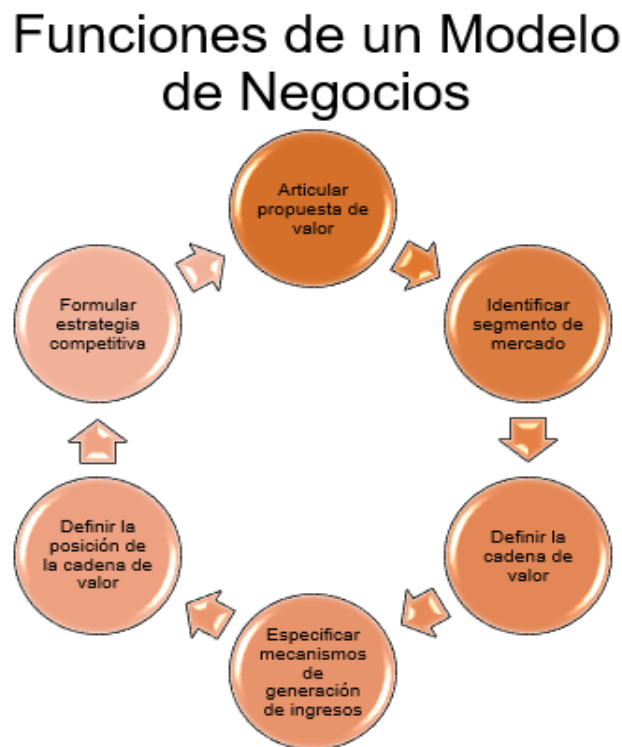 Funciones de un Modelo
de Negocios
Articular
propuesta de
valor
Identificar
segmento de
mercado
Definir la
cadena de
valor
Especificar
mecanismos
de
generación
de ingresos
Definir la
posición de
la cadena de
valor
Formular
estrategia
competitiva